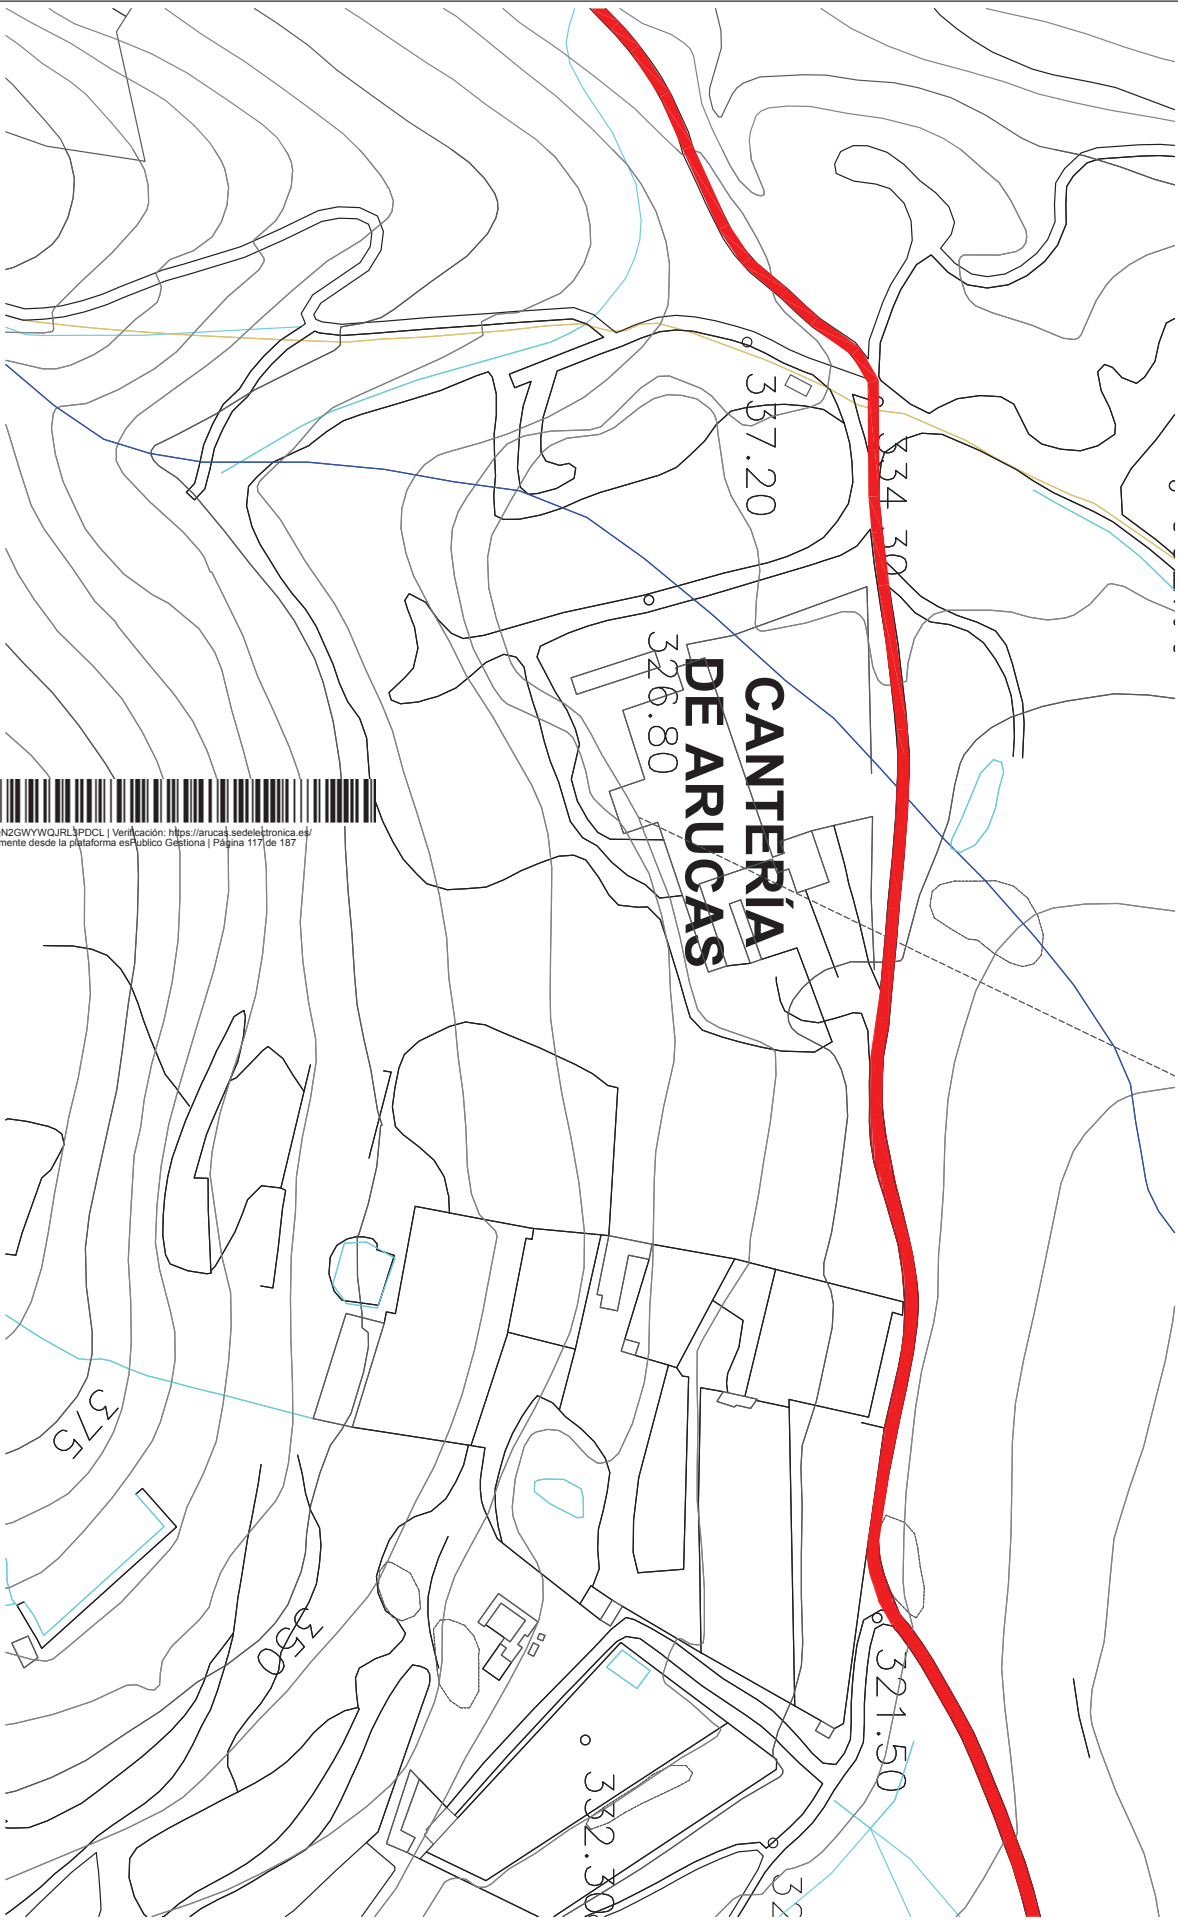 337.20
334.30
326.80
CANTERÍA
DE ARUCAS
N2GWYWQJRL3PDCL | Verificación: https://arucas.sedelectronica.es/
mente desde la plataforma esPublico Gestiona | Página 117 de 187
375
350
321.50
332.30
32